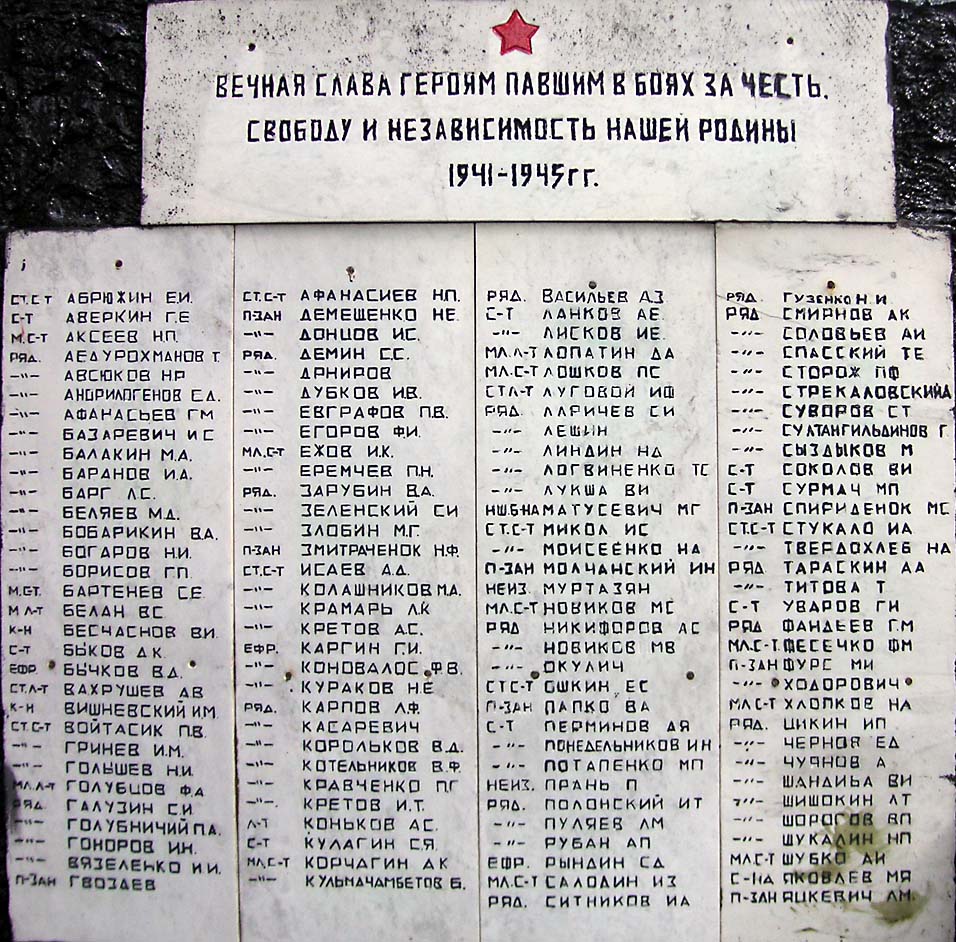 ВЕЧНАЯ СЛАВА ГЕРОЯМ ПАВШИМ В БОЯХ ЗА ЧЕСТЬ,
СВОБОДУ И НЕЗАВИСИМОСТЬ НАШЕЙ РОДИНЫ
1941-1945гг.
СТ.С Т АБРЮЖИН Е.И.
С-Т АВЕРКИН Г.Е
М.С-Т АКСЕЕВ Н.П.
РЯД. АЕДУРОХМАНОВ Т.
-"- АВСЮКОВ Н Р
-"- АНДРИЛОГЕНОВ Е.Д.
-"- АФАНАСЬЕВ Г М
-"- БАЗАРЕВИЧ И С
-"- БАЛАКИН М.А.
-"- БАРАНОВ И.А.
-"- БАРГ Л.С.
-"- БЕЛЯЕВ М.Д.
-"- БОБАРИКИН В.А.
-"- БОГАРОВ Н.И.
-"- БОРИСОВ Г.П.
М.СТ. БАРТЕНЕВ С.Е.
М Л-Т БЕЛАН В С
К-Н БЕСЧАСНОВ В.И.
С-Т БЫКОВ Д.К.
ЕФР. БЫЧКОВ В.Д.
СТ.Л-Т ВАХРУШЕВ А.В
К-Н ВИШНЕВСКИЙ И.М.
СТ.С-Т ВОЙТАСИК П.В.
-"- ГРИНЕВ И.М.
-"- ГОЛЫШЕВ Н.И.
МЛ.Л-Т ГОЛУБЦОВ Ф.А
РЯД. ГАЛУЗИН С.И.
-"- ГОЛУБНИЧИЙ П.А.
-"- ГОНОРОВ И.Н.
-"- ВЯЗЕЛЕНЬКО И.И.
П-ЗАН ГВОЗДЕВ
СТ.С-Т АФАНАСИЕВ Н.П.
П-ЗАН ДЕМЕЩЕНКО Н.Е.
-"- ДОНЦОВ И.С.
РЯД. ДЕМИН С.С.
-"- ДРНИРОВ
-"- ДУБКОВ И.В.
-"- ЕВГРАФОВ П.В.
-"- ЕГОРОВ Ф.И.
МЛ.С-Т ЕЖОВ И.К.
-"- ЕРЕМЧЕВ П.Н.
РЯД. ЗАРУБИН В.А.
-"- ЗЕЛЕНСКИЙ С.И
-"- ЗЛОБИН М.Г.
П-ЗАН ЗМИТРАЧЕНОК Н.Ф.
СТ.С-Т ИСАЕВ А.Д.
-"- КОЛАШНИКОВ М.А.
-"- КРАМАРЬ Л.К
-"- КРЕТОВ А.С.
ЕФР. КАРГИН Г.И.
-"- КОНОВАЛОС Ф.В.
-"- КУРАКОВ Н.Е
РЯД. КАРПОВ Л.Ф.
-"- КАСАРЕВИЧ
-"- КОРОЛЬКОВ В.Д.
-"- КОТЕЛЬНИКОВ В.Ф.
-"- КРАВЧЕНКО П.Г
-"- КРЕТОВ И.Т.
Л-Т КОНЬКОВ А.С.
С-Т КУЛАГИН С.Я.
МЛ.С-Т КОРЧАГИН Д.К
-"- КУЛЬМАЧАМБЕТОВ Б.
РЯД. ВАСИЛЬЕВ А.З
С-Т ЛАНКОВ А.Е.
-"- ЛИСКОВ И.Е.
МЛ.Л-Т ЛОПАТИН Д А
МЛ.С-Т ЛОШКОВ П С
СТ.Л-Т ЛУГОВОЙ И Ф
РЯД. ЛАРИЧЕВ С И
-"- ЛЕШИН
-"- ЛИНДИН Н Д
-"- ЛОГВИНЕНКО Т С
-"- ЛУКША В И
НШ.Б-НА МАТУСЕВИЧ М Г
СТ.С-Т МИКОЛ И С
-"- МОИСЕЕНКО Н А
П-ЗАН МОЛЧАНСКИЙ И Н
НЕИЗ. МУРТАЗЯН
МЛ.С-Т НОВИКОВ М С
РЯД НИКИФОРОВ А С
-"- НОВИКОВ М В
-"- ОКУЛИЧ
СТС-Т ОШКИН Е С
П-ЗАН ПАПКО В А
С-Т ПЕРМИНОВ Д Я
-"- ПОНЕДЕЛЬНИКОВ И Н
-"- ПОТАПЕНКО М П
НЕИЗ. ПРАНЬ П
РЯД. ПОЛОНСКИЙ И Т
-"- ПУЛЯЕВ Л М
-"- РУБАН А П
ЕФР. РЫНДИН С Д
МЛ.С-Т САЛОДИН И З
РЯД. СИТНИКОВ И А
РЯД. ГУЗЕНКО Н И
РЯД СМИРНОВ А К
-"- СОЛОВЬЕВ А И
-"- СПАССКИЙ Т Е
-"- СТОРОЖ П Ф
-"- СТРЕКАЛОВСКИЙ Д
-"- СУВОРОВ С Т
-"- СУЛТАНГИЛЬДИНОВ Г
-"- СЫЗДЫКОВ М
С-Т СОКОЛОВ В И
С-Т СУРМАЧ М П
П-ЗАН СПИРИДЕНОК М С
СТ.С-Т СТУКАЛО И А
-"- ТВЕРДОХЛЕБ Н А
РЯД ТАРАСКИН А А
-"- ТИТОВА Т
С-Т УВАРОВ Г Н
РЯД. ФАНДЕЕВ Г.М
МЛ.С-Т. ФЕСЕЧКО Ф М
П-ЗАН ФУРС М И
-"- ХОДОРОВИЧ
МЛ С-Т ХЛОПКОВ Н А
РЯД. ЦИКИН И П
-"- ЧЕРНОВ Е Д
-"- ЧУЯНОВ А
-"- ШАНДИБА В И
-"- ШИШОКИН Л Т
-"- ШОРОГОВ В П
-"- ШУКАЛИН Н П
МЛ.С-Т ШУБКО А И
С-НА ЯКОВЛЕВ М Я
П-ЗАН ЯЦКЕВИЧ Л М.